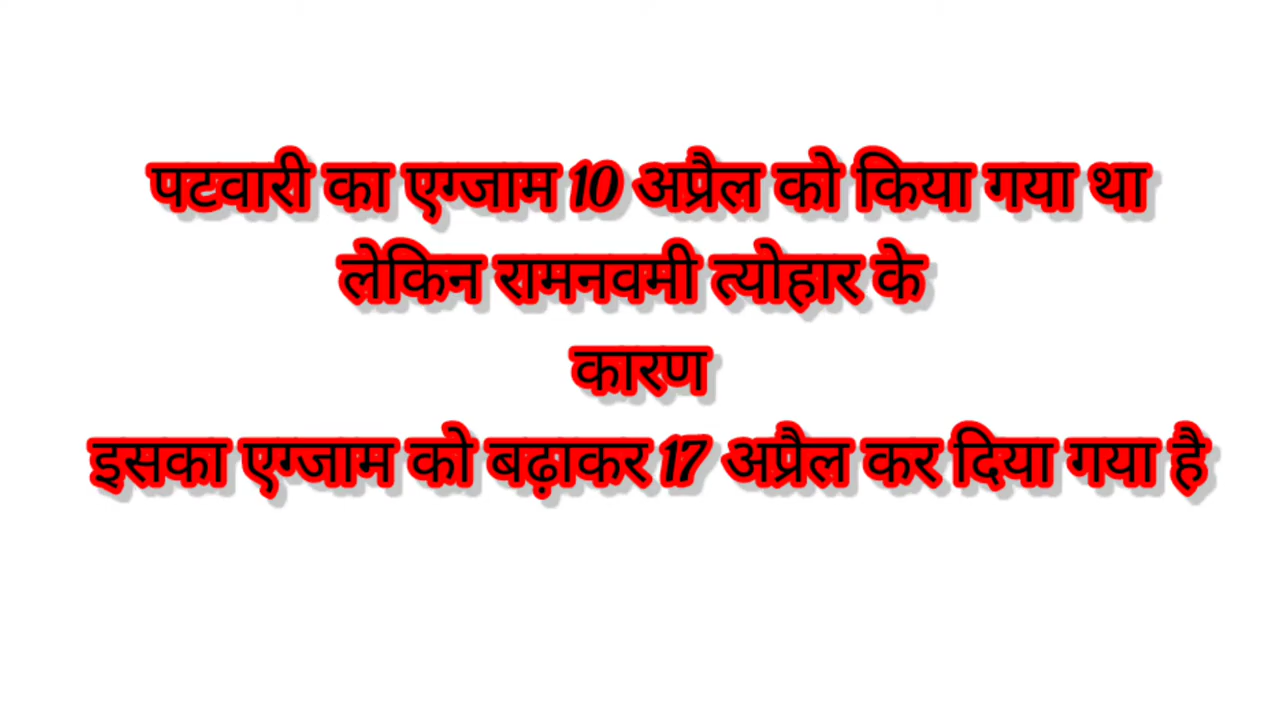 पटवारी का एग्जाम 10 अप्रैल को किया गया था
लेकिन रामनवमी त्योहार के
कारण
इसका एग्जाम को बढ़ाकर 17 अप्रैल कर दिया गया है